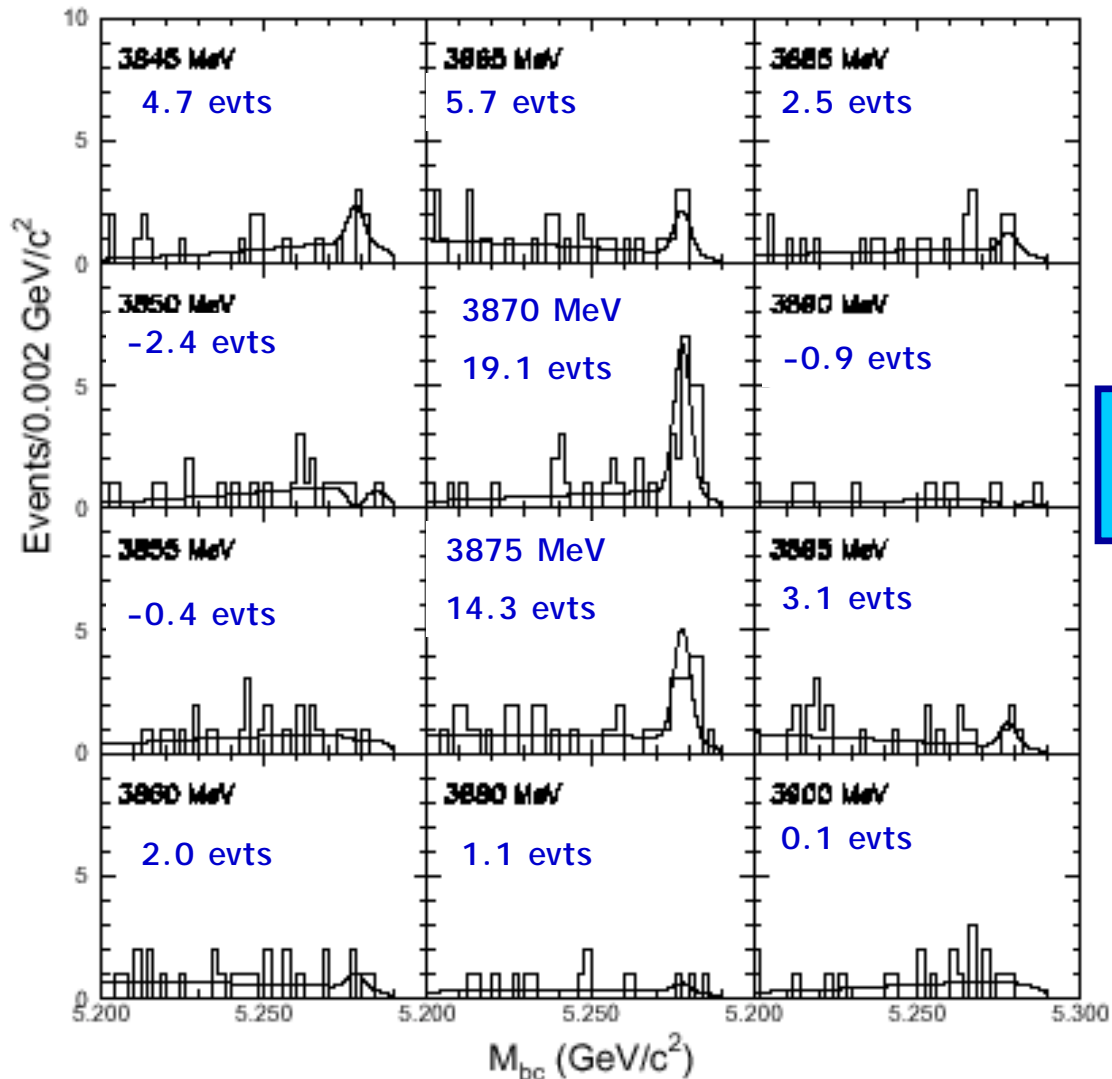 10
3845 MeV
3865 MeV
3885 MeV
4.7 evts
5.7 evts
2.5 evts
5
0
3850 MeV
3870 MeV
3890 MeV
-2.4 evts
19.1 evts
-0.9 evts
5
0
3855 MeV
3875 MeV
3895 MeV
-0.4 evts
14.3 evts
3.1 evts
5
0
3860 MeV
3880 MeV
3900 MeV
2.0 evts
1.1 evts
0.1 evts
5
0
5.200
5.250
5.200
5.250
5.200
5.250
5.300
Events/0.002 GeV/c²
M_bc (GeV/c²)